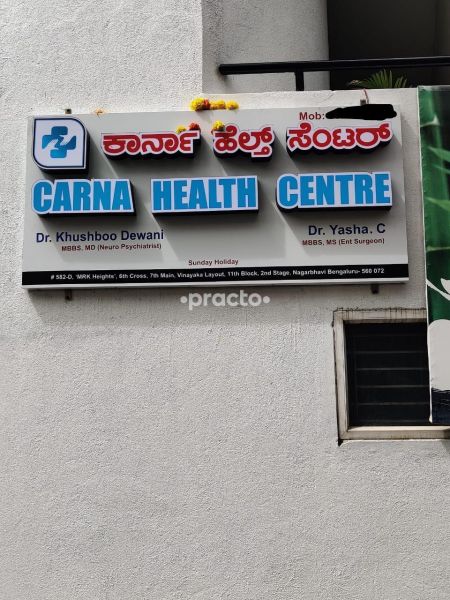 Mob:
ಕಾರ್ನಾ ಹೆಲ್ತ್ ಸೆಂಟರ್
CARNA HEALTH CENTRE
Dr. Khushboo Dewani
MBBS, MD (Neuro Psychiatrist)
Dr. Yasha. C
MBBS, MS (Ent Surgeon)
Sunday Holiday
# 582-D, 'MRK Heights', 6th Cross, 7th Main, Vinayaka Layout, 11th Block, 2nd Stage, Nagarbhavi Bengaluru- 560 072
•practo•